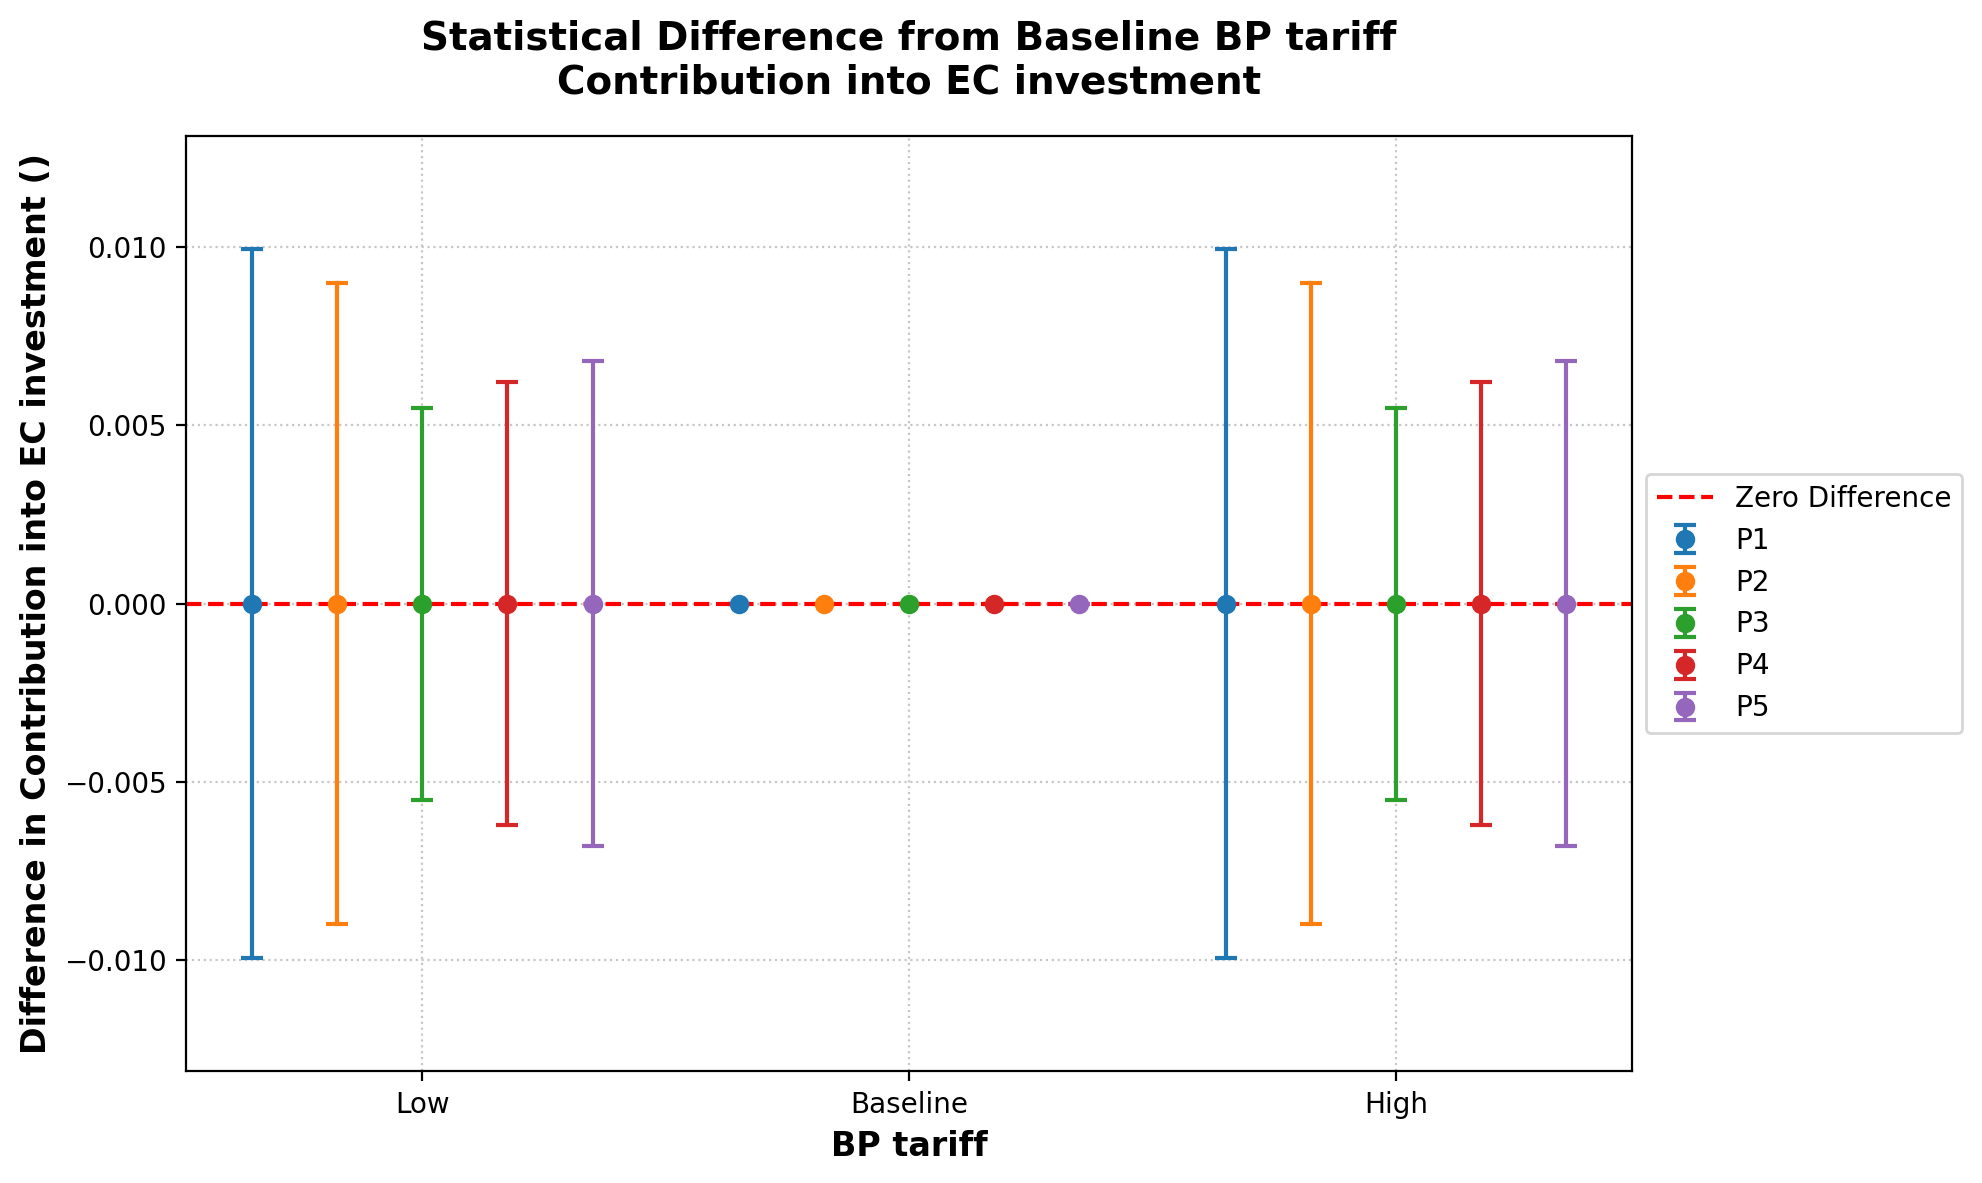 Statistical Difference from Baseline BP tariff
Contribution into EC investment
Difference in Contribution into EC investment ()
0.010
0.005
0.000
−0.005
−0.010
Low
Baseline
High
BP tariff
Zero Difference
P1
P2
P3
P4
P5